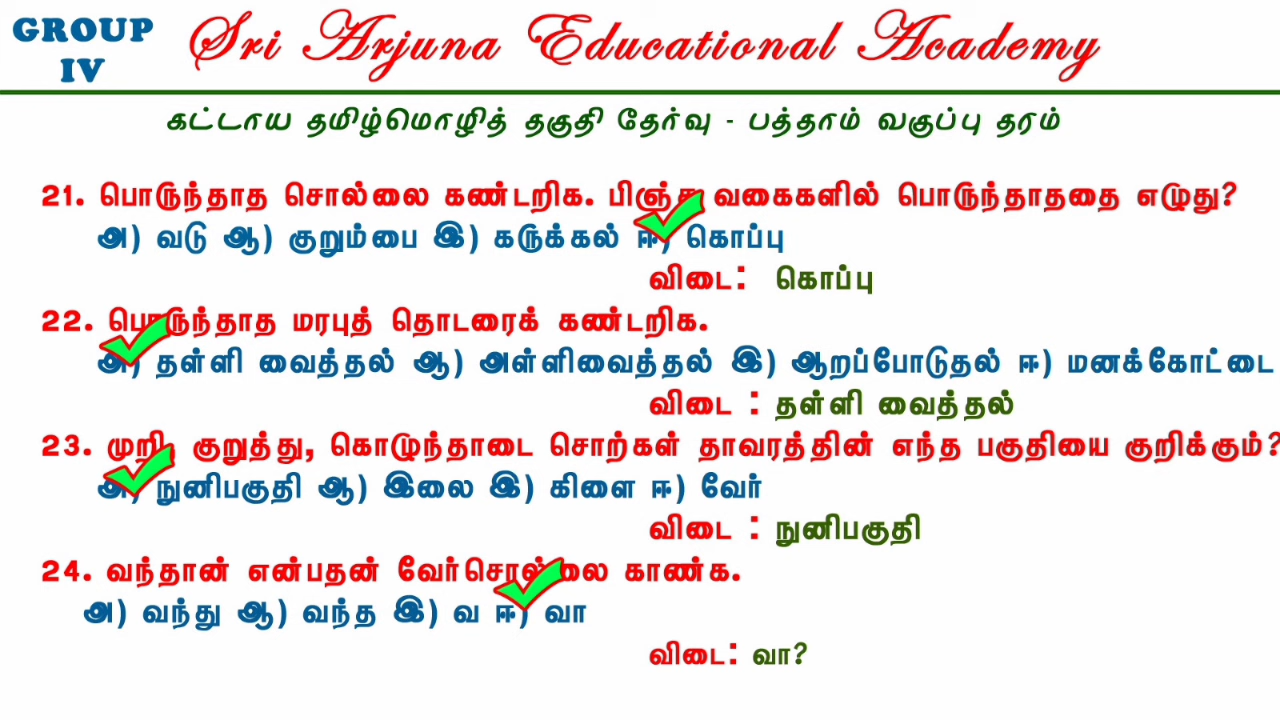 GROUP IV
Sri Arjuna Educational Academy
கட்டாய தமிழ்மொழித் தகுதி தேர்வு - பத்தாம் வகுப்பு தரம்
21. பொருந்தாத சொல்லை கண்டறிக. பிஞ்சு வகைகளில் பொருந்தாததை எழுது?
அ) வடு ஆ) குறும்பை இ) கருக்கல் ஈ) கொப்பு
விடை: கொப்பு
22. பொருந்தாத மரபுத் தொடரைக் கண்டறிக.
அ) தள்ளி வைத்தல் ஆ) அள்ளிவைத்தல் இ) ஆறப்போடுதல் ஈ) மனக்கோட்டை
விடை : தள்ளி வைத்தல்
23. முறி, குறுத்து, கொழுந்தாடை சொற்கள் தாவரத்தின் எந்த பகுதியை குறிக்கும்?
அ) நுனிபகுதி ஆ) இலை இ) கிளை ஈ) வேர்
விடை : நுனிபகுதி
24. வந்தான் என்பதன் வேர்செரல்லை காண்க.
அ) வந்து ஆ) வந்த இ) வ ஈ) வா
விடை: வா?